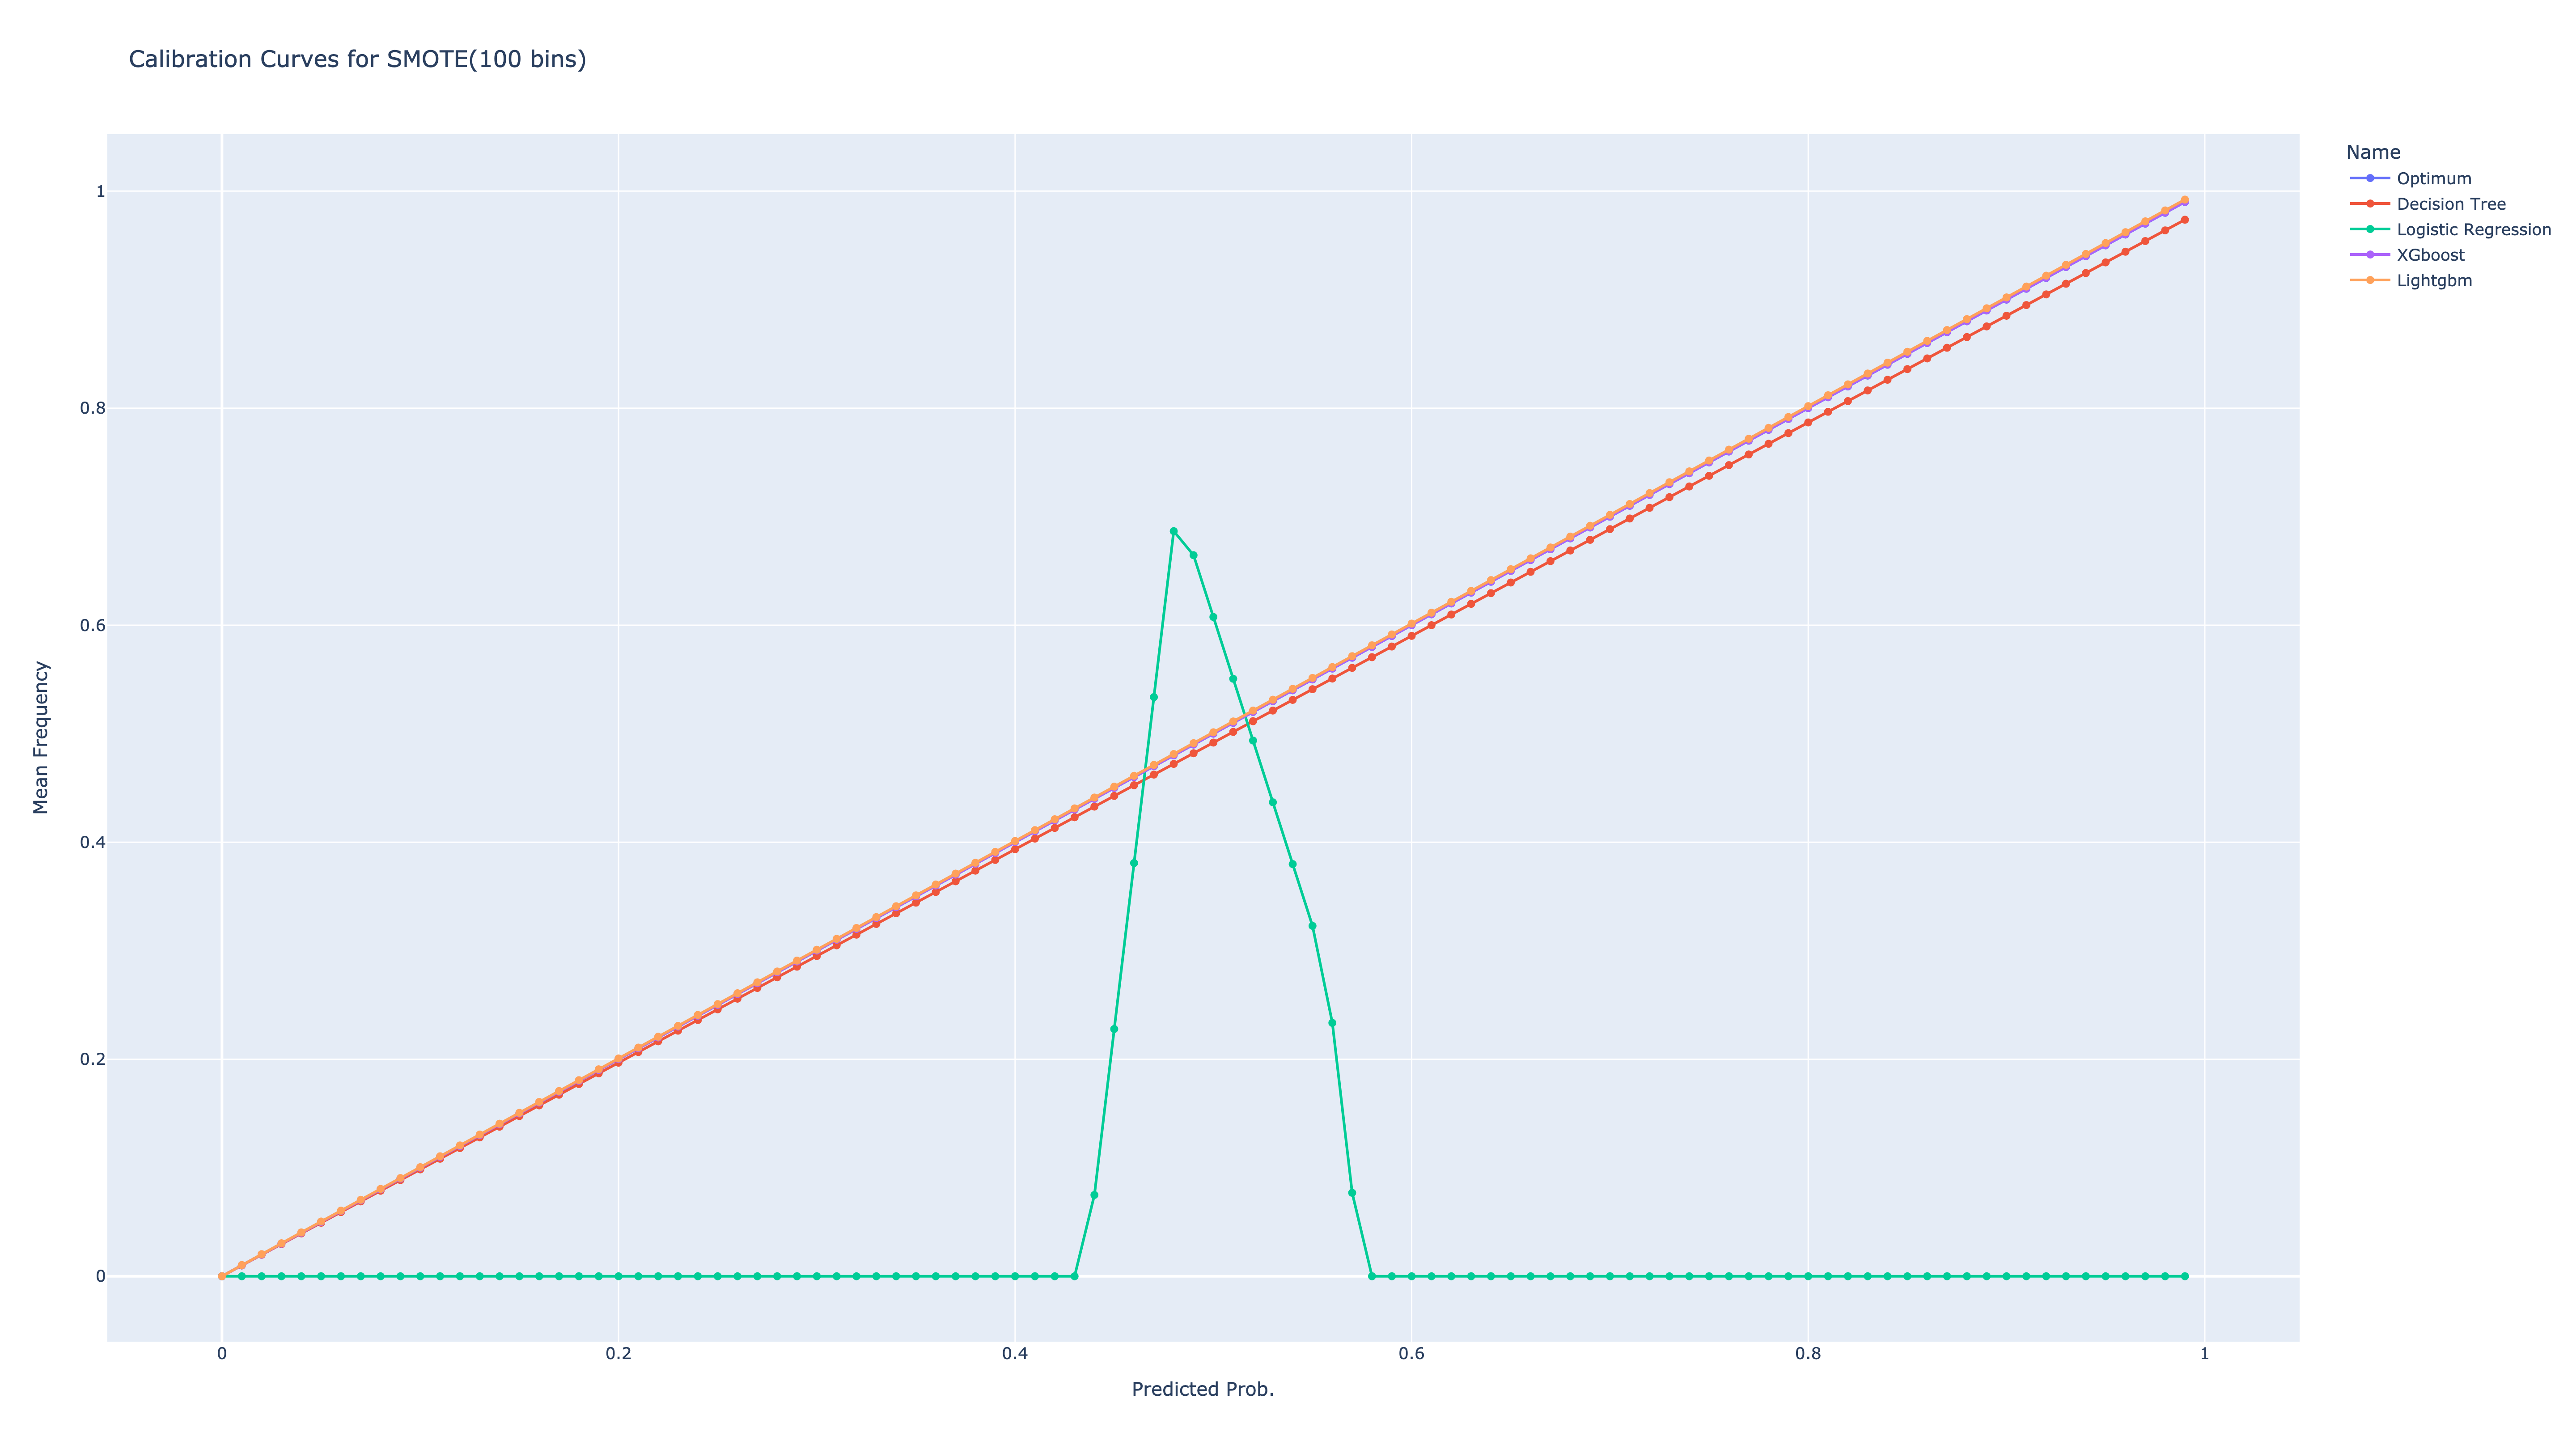 Calibration Curves for SMOTE(100 bins)
Name
Optimum
Decision Tree
Logistic Regression
XGboost
Lightgbm
Mean Frequency
1
0.8
0.6
0.4
0.2
0
0
0.2
0.4
0.6
0.8
1
Predicted Prob.